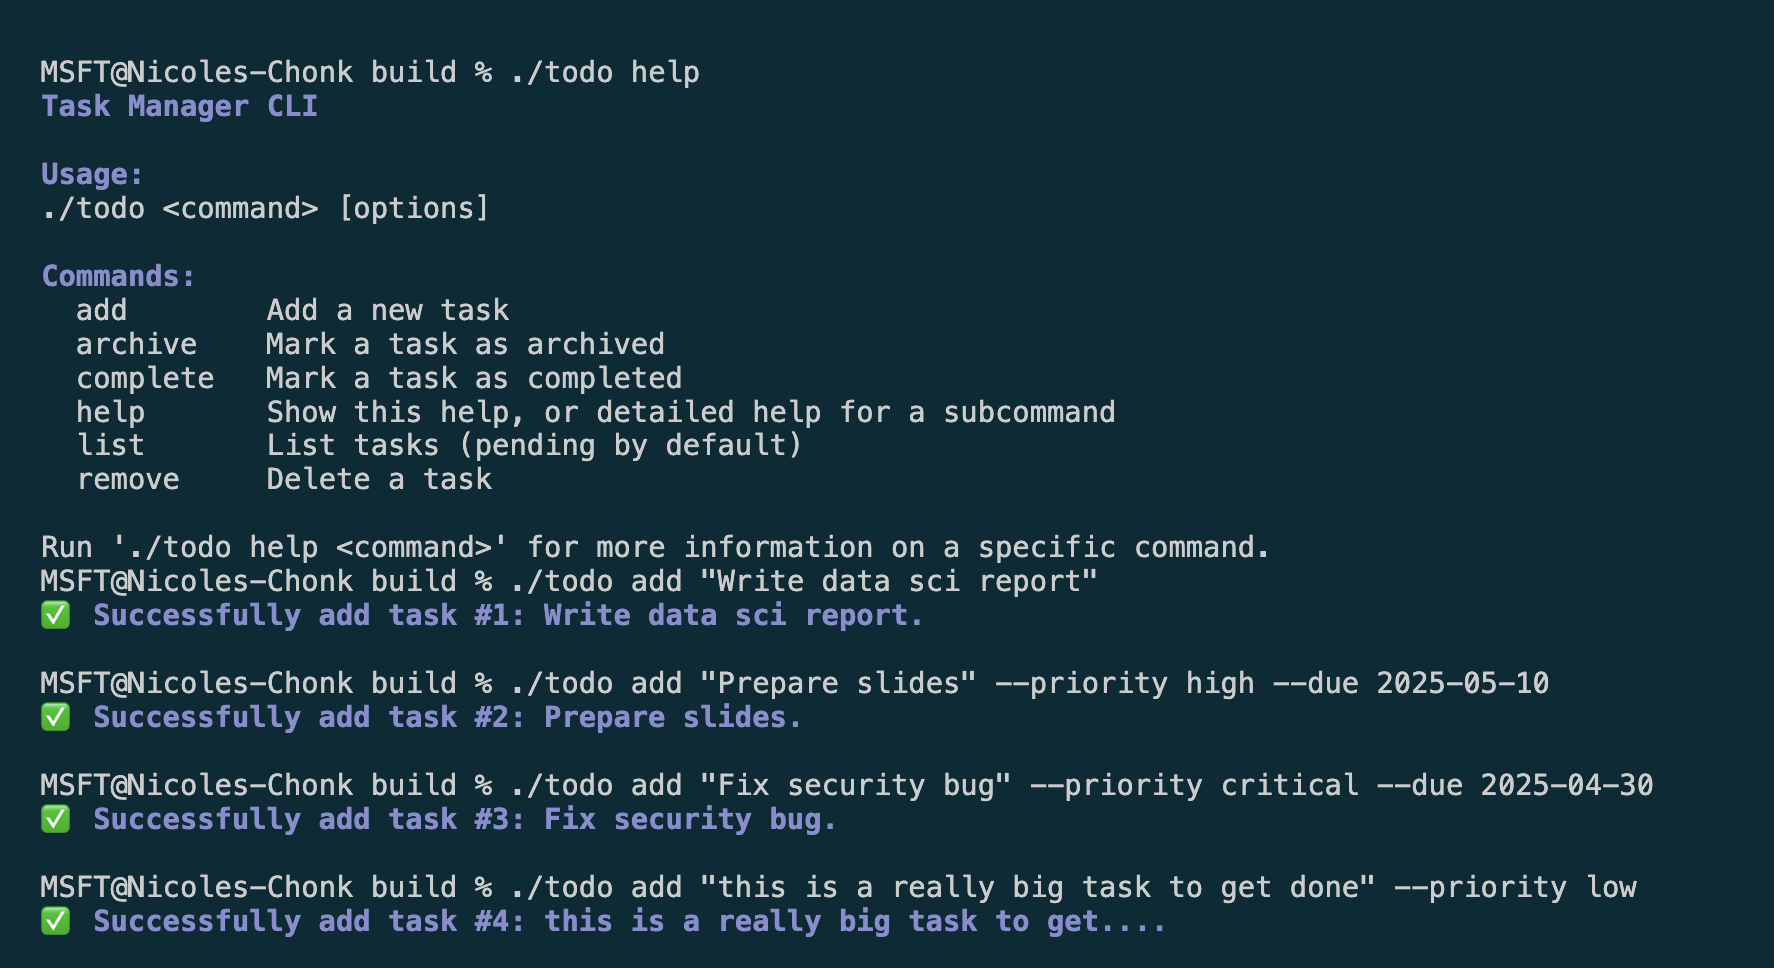 MSFT@Nicoles-Chonk build % ./todo help
Task Manager CLI
Usage:
./todo <command> [options]
Commands:
  add        Add a new task
  archive    Mark a task as archived
  complete   Mark a task as completed
  help       Show this help, or detailed help for a subcommand
  list       List tasks (pending by default)
  remove     Delete a task
Run './todo help <command>' for more information on a specific command.
MSFT@Nicoles-Chonk build % ./todo add "Write data sci report"
✅ Successfully add task #1: Write data sci report.
MSFT@Nicoles-Chonk build % ./todo add "Prepare slides" --priority high --due 2025-05-10
✅ Successfully add task #2: Prepare slides.
MSFT@Nicoles-Chonk build % ./todo add "Fix security bug" --priority critical --due 2025-04-30
✅ Successfully add task #3: Fix security bug.
MSFT@Nicoles-Chonk build % ./todo add "this is a really big task to get done" --priority low
✅ Successfully add task #4: this is a really big task to get....